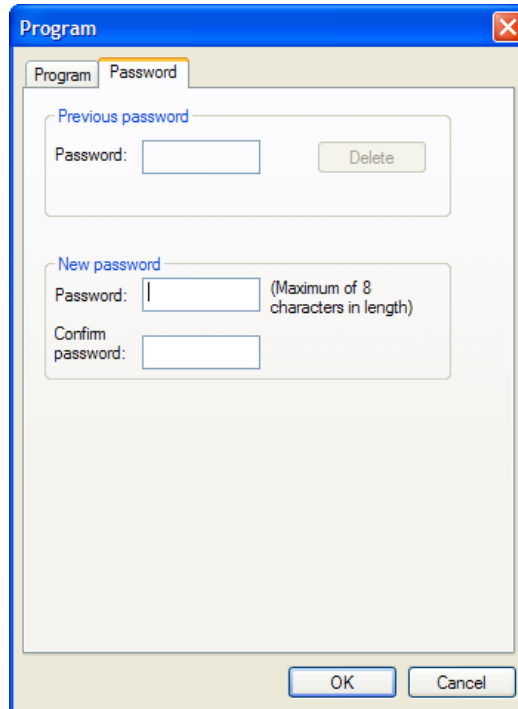 Program
Program Password
Previous password
Password: Delete
New password
Password: (Maximum of 8
characters in length)
Confirm
password:
OK Cancel